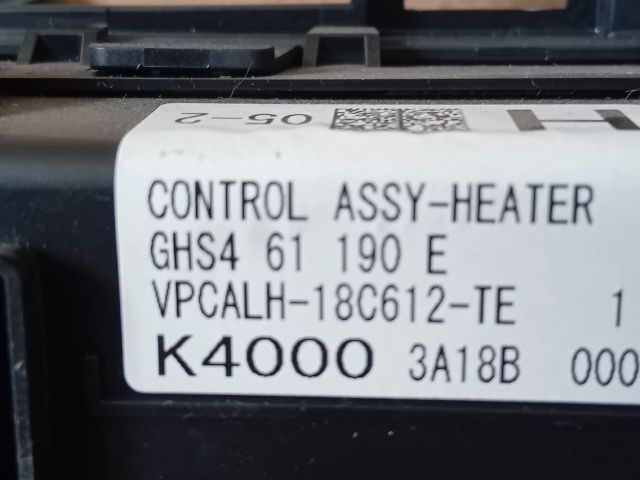 05-2
CONTROL ASSY-HEATER
GHS4 61 190 E
VPCALH-18C612-TE 1
K4000 3A18B 000